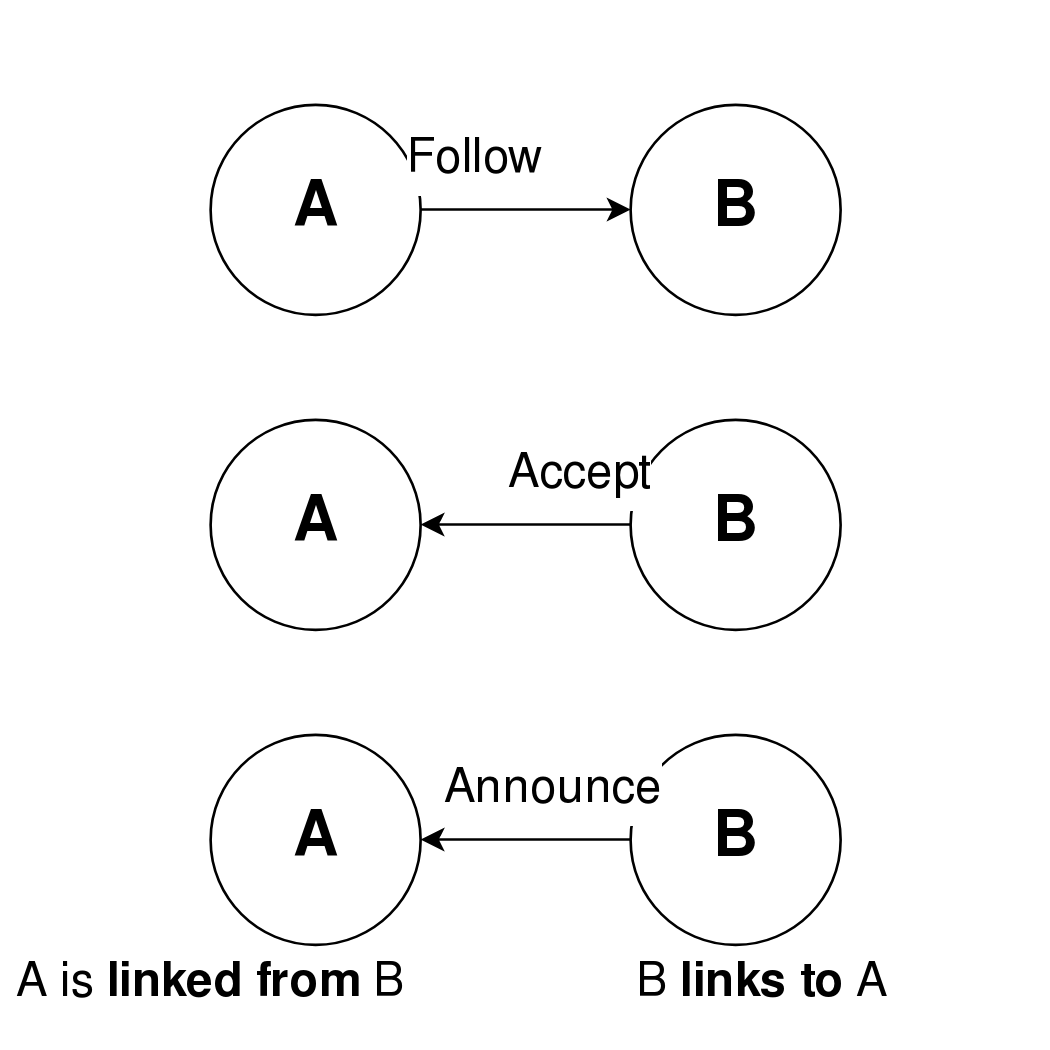 Follow
A B
Accept
A B
Announce
A B
A is linked from B B links to A